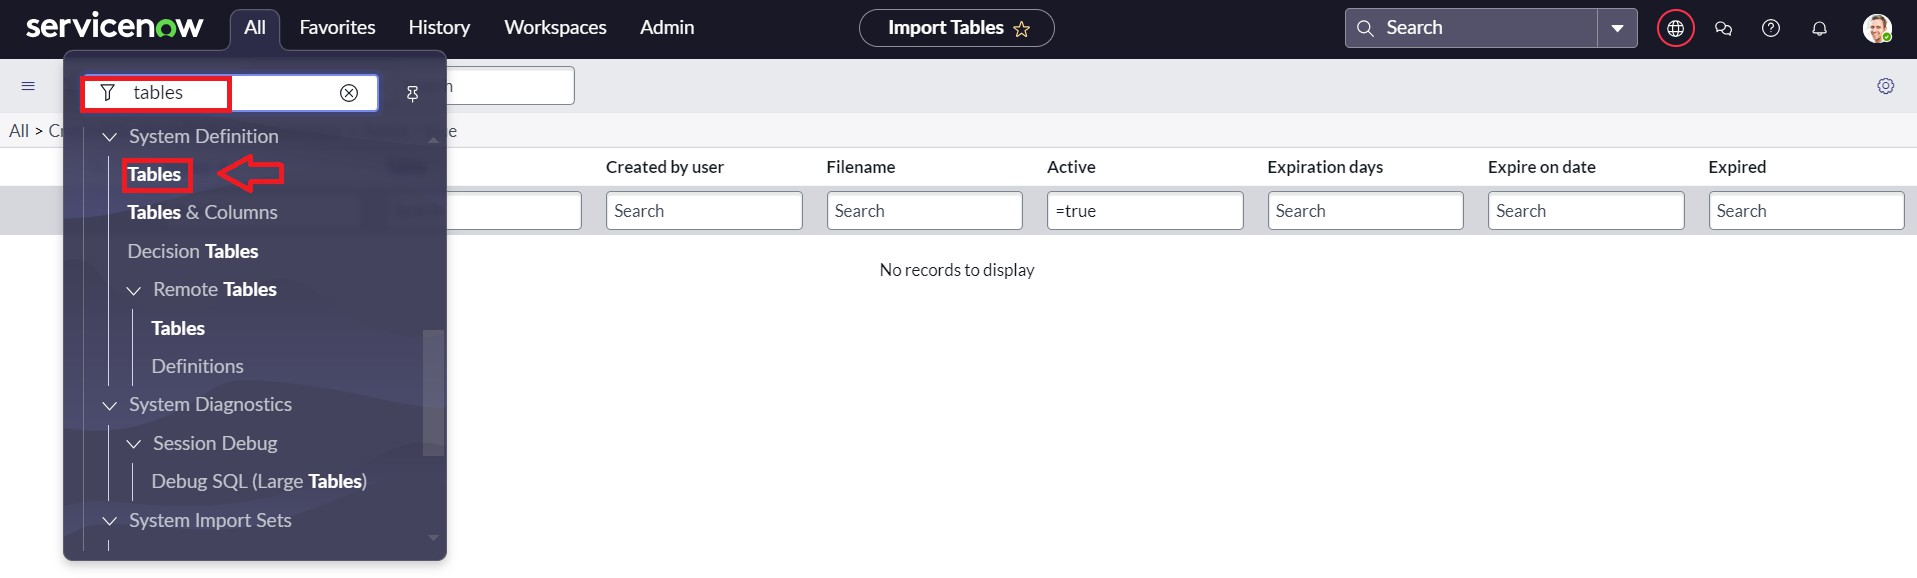 servicenow All Favorites History Workspaces Admin Import Tables Search
tables
All > Cr
System Definition
Tables
Tables & Columns
Decision Tables
Remote Tables
Tables
Definitions
System Diagnostics
Session Debug
Debug SQL (Large Tables)
System Import Sets
Created by user Filename Active Expiration days Expire on date Expired
Search Search =true Search Search Search
No records to display